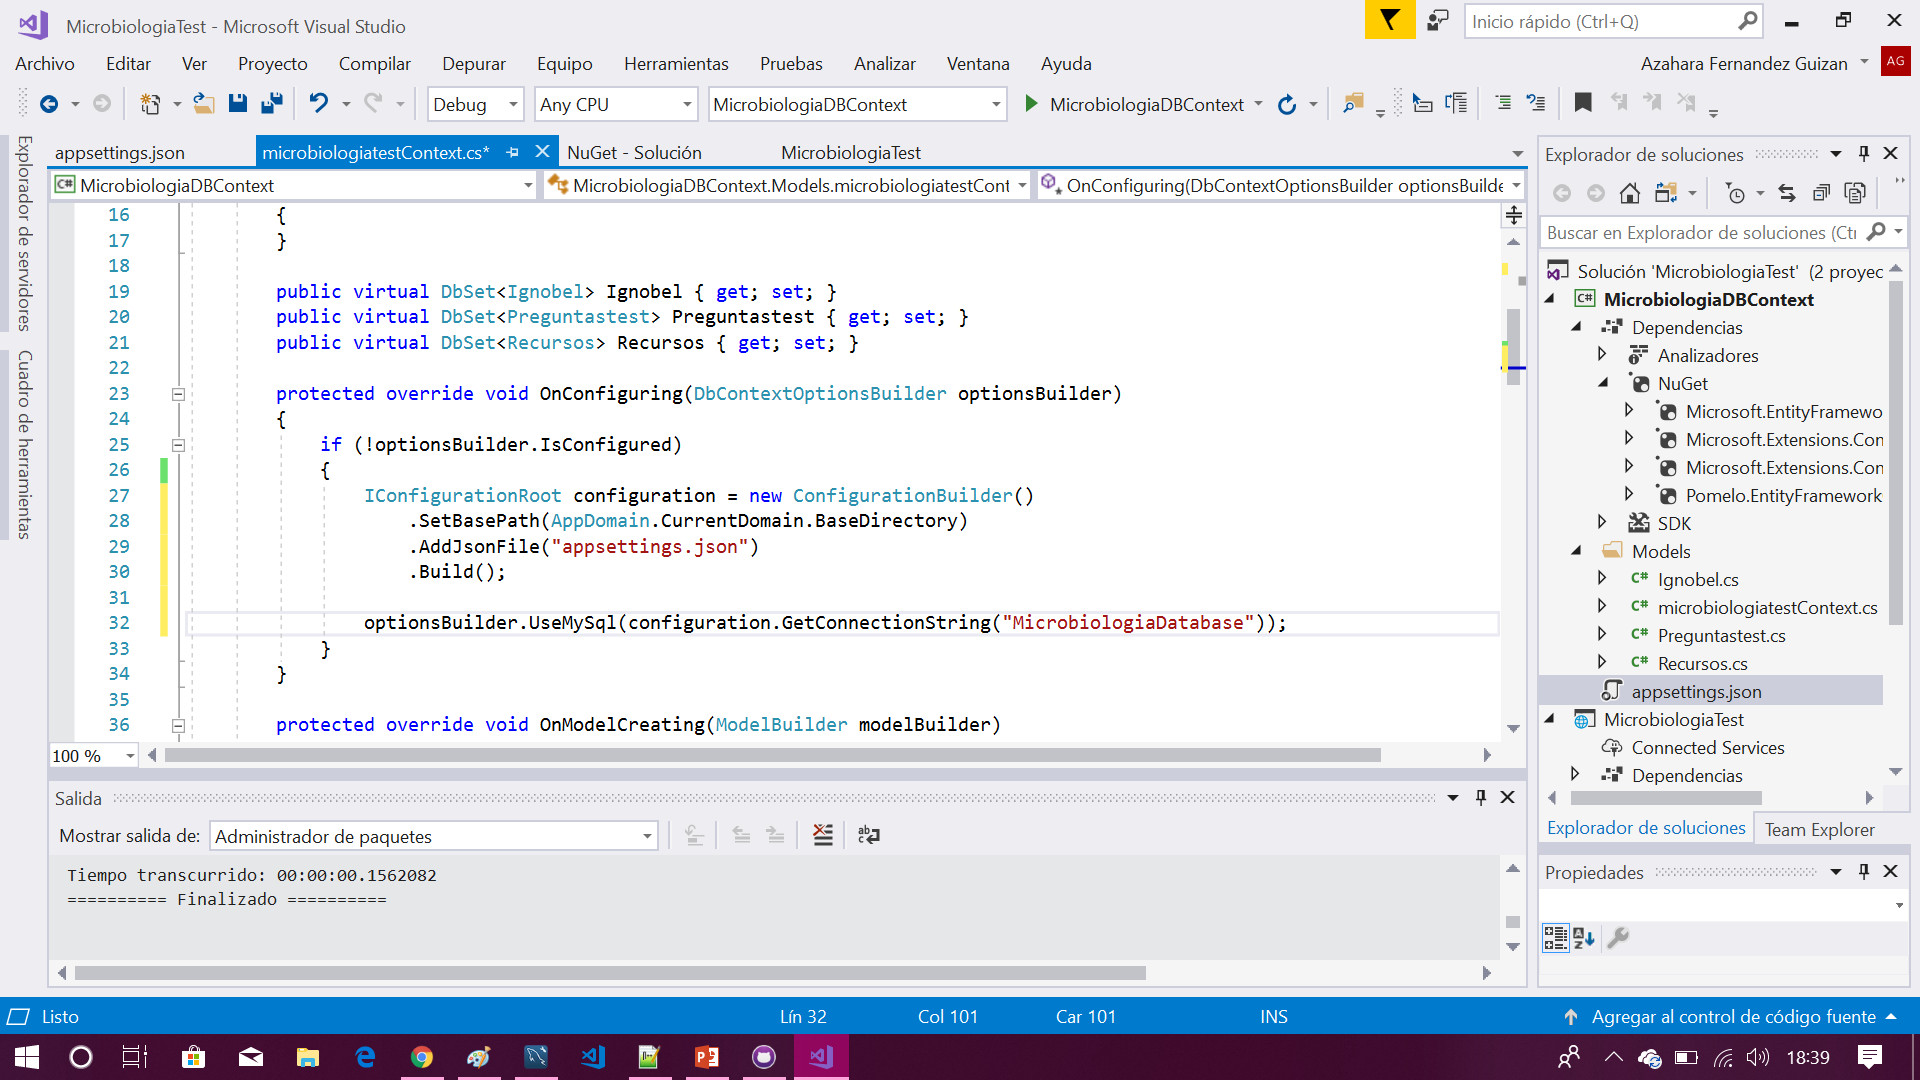 MicrobiologiaTest - Microsoft Visual Studio
Inicio rápido (Ctrl+Q)
Archivo Editar Ver Proyecto Compilar Depurar Equipo Herramientas Pruebas Analizar Ventana Ayuda
Azahara Fernandez Guizan AG
Debug Any CPU MicrobiologiaDBContext MicrobiologiaDBContext
Explorador de servidores
Cuadro de herramientas
appsettings.json microbiologiatestContext.cs* NuGet - Solución MicrobiologiaTest
C# MicrobiologiaDBContext MicrobiologiaDBContext.Models.microbiologiatestCont OnConfiguring(DbContextOptionsBuilder optionsBuilde
16 {
17 }
18
19 public virtual DbSet<Ignobel> Ignobel { get; set; }
20 public virtual DbSet<Preguntastest> Preguntastest { get; set; }
21 public virtual DbSet<Recursos> Recursos { get; set; }
22
23 protected override void OnConfiguring(DbContextOptionsBuilder optionsBuilder)
24 {
25 if (!optionsBuilder.IsConfigured)
26 {
27 IConfigurationRoot configuration = new ConfigurationBuilder()
28 .SetBasePath(AppDomain.CurrentDomain.BaseDirectory)
29 .AddJsonFile("appsettings.json")
30 .Build();
31
32 optionsBuilder.UseMySql(configuration.GetConnectionString("MicrobiologiaDatabase"));
33 }
34 }
35
36 protected override void OnModelCreating(ModelBuilder modelBuilder)
100 %
Salida
Mostrar salida de: Administrador de paquetes
Tiempo transcurrido: 00:00:00.1562082
========== Finalizado ==========
Explorador de soluciones
Buscar en Explorador de soluciones (Ctr
Solución 'MicrobiologiaTest' (2 proyec
C# MicrobiologiaDBContext
Dependencias
Analizadores
NuGet
Microsoft.EntityFramewo
Microsoft.Extensions.Con
Microsoft.Extensions.Con
Pomelo.EntityFramework
SDK
Models
C# Ignobel.cs
C# microbiologiatestContext.cs
C# Preguntastest.cs
C# Recursos.cs
appsettings.json
MicrobiologiaTest
Connected Services
Dependencias
Explorador de soluciones Team Explorer
Propiedades
Listo Lín 32 Col 101 Car 101 INS Agregar al control de código fuente
18:39